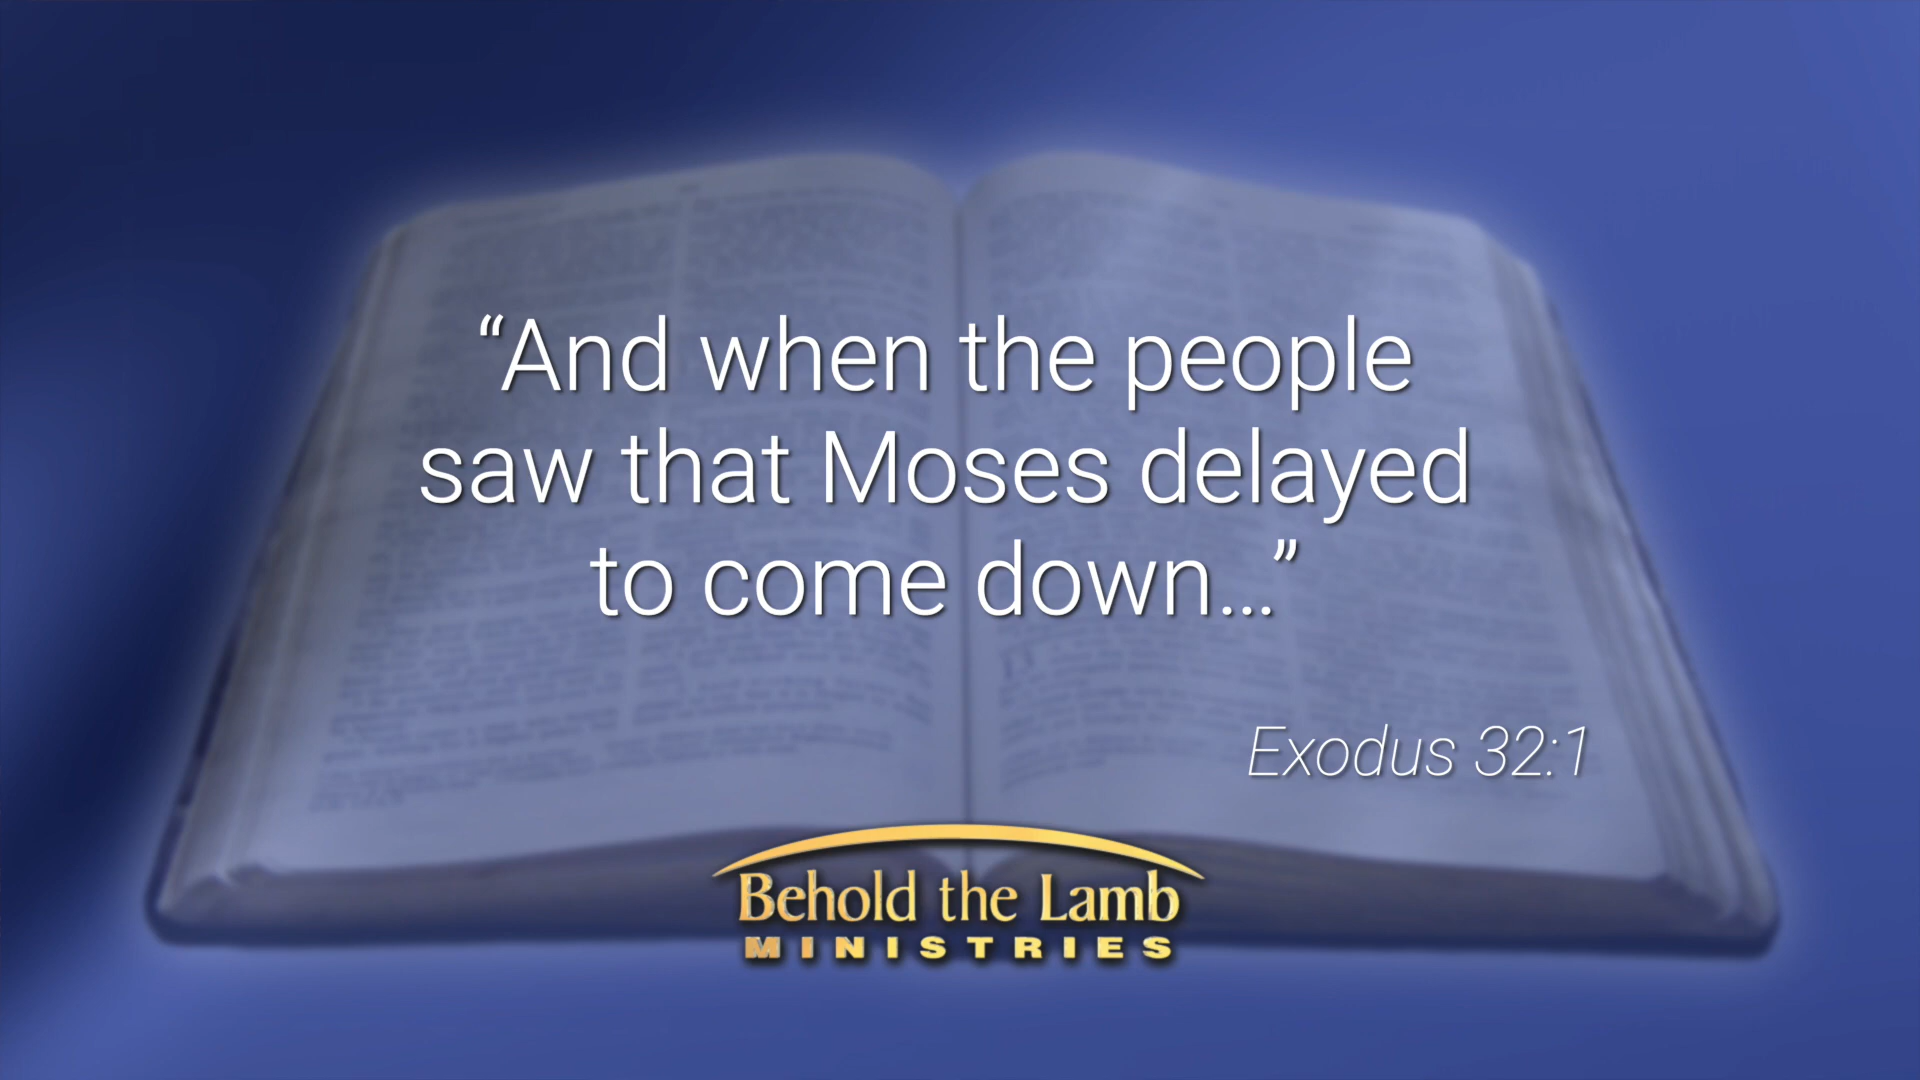 “And when the people
saw that Moses delayed
to come down...”
Exodus 32:1
Behold the Lamb
MINISTRIES